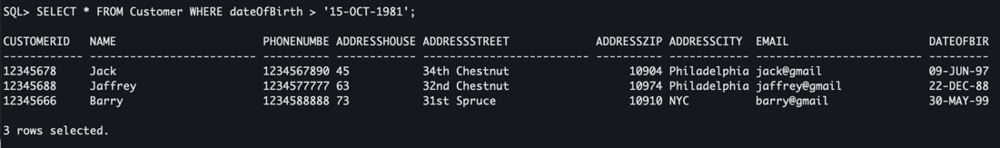 SQL> SELECT * FROM Customer WHERE dateOfBirth > '15-OCT-1981';
CUSTOMERID NAME PHONENUMBE ADDRESSHOUSE ADDRESSSTREET ADDRESSZIP ADDRESSCITY EMAIL DATEOFBIR
------------ ------------------------- ---------- ------------ ------------------------- ---------- ------------ ------------------------- ---------
12345678 Jack 1234567890 45 34th Chestnut 10904 Philadelphia jack@gmail 09-JUN-97
12345688 Jaffrey 1234577777 63 32nd Chestnut 10974 Philadelphia jaffrey@gmail 22-DEC-88
12345666 Barry 1234588888 73 31st Spruce 10910 NYC barry@gmail 30-MAY-99
3 rows selected.